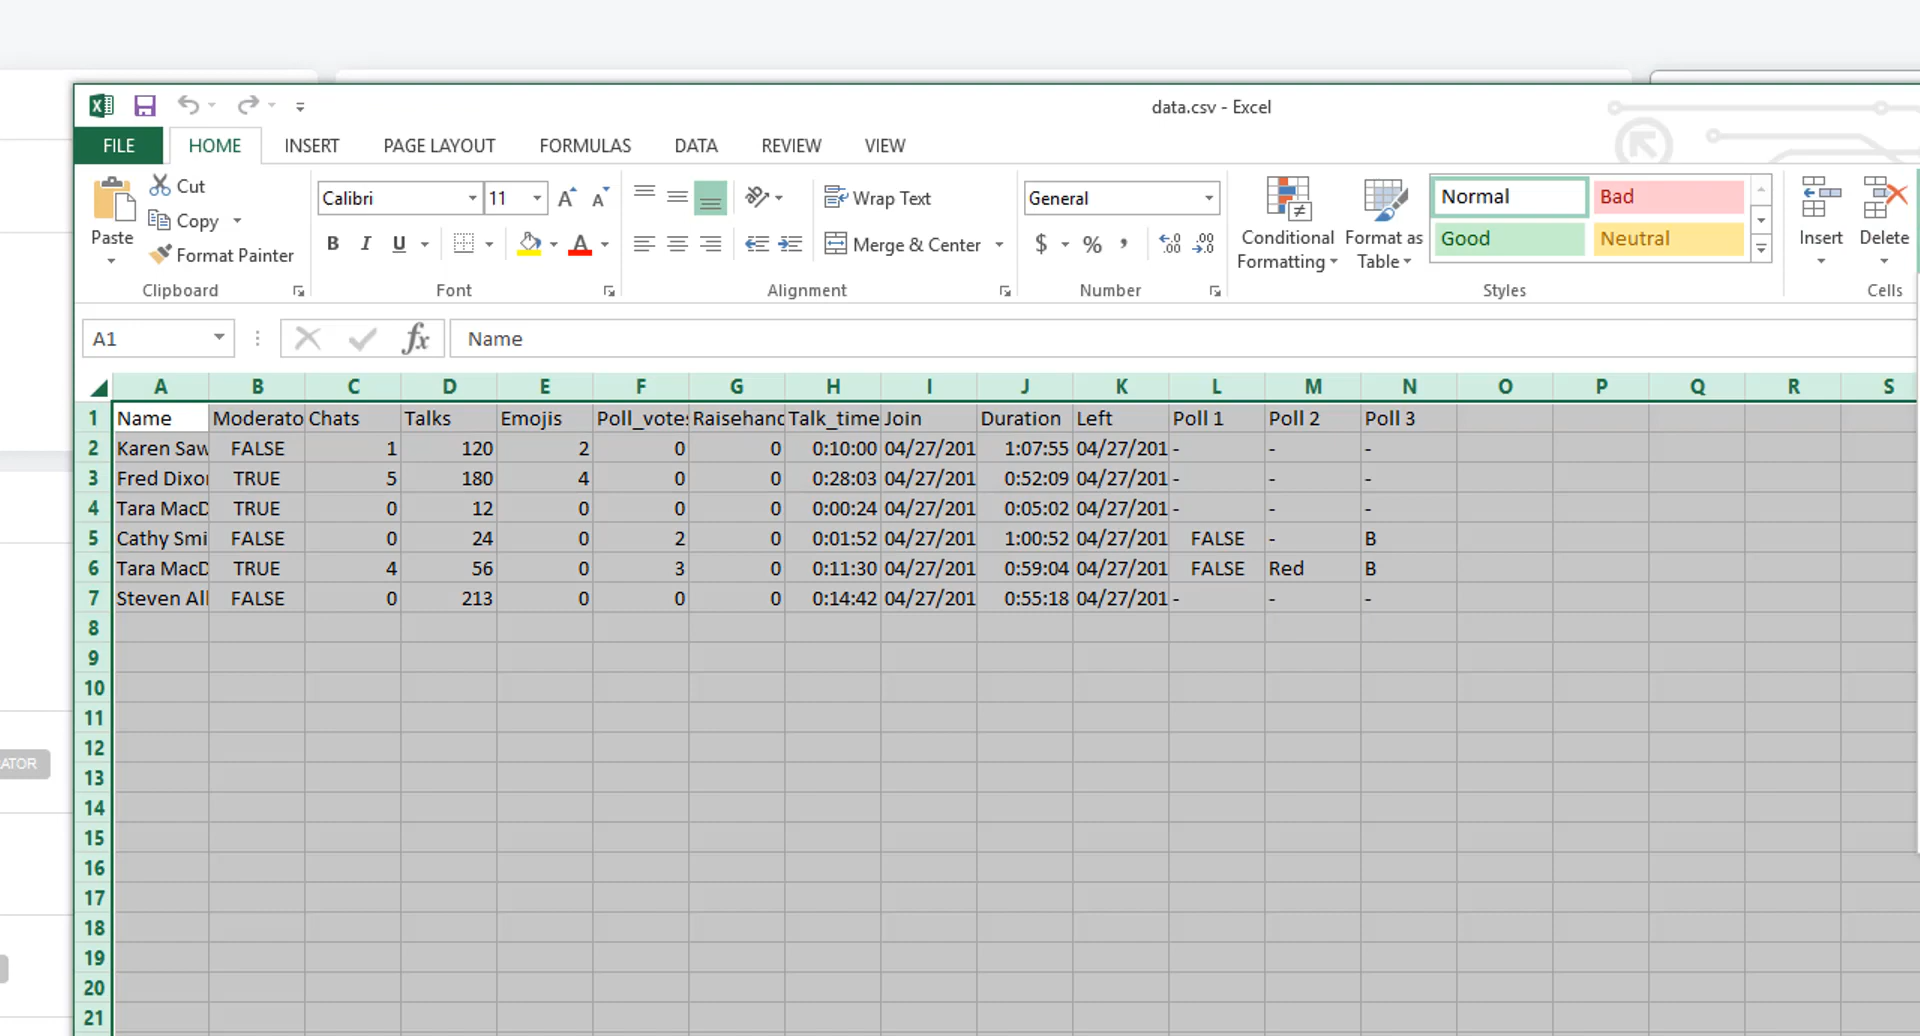 data.csv - Excel
FILE HOME INSERT PAGE LAYOUT FORMULAS DATA REVIEW VIEW
Paste
Cut
Copy
Format Painter
Clipboard
Calibri 11
B I U A
Font
Wrap Text
Merge & Center
Alignment
General
$ % ,
Number
Conditional Formatting
Format as Table
Normal Bad
Good Neutral
Styles
Insert Delete
Cells
A1 fx Name
A B C D E F G H I J K L M N O P Q R S
1 Name Moderato Chats Talks Emojis Poll_votes Raisehand Talk_time Join Duration Left Poll 1 Poll 2 Poll 3
2 Karen Saw FALSE 1 120 2 0 0 0:10:00 04/27/201 1:07:55 04/27/201 - - -
3 Fred Dixon TRUE 5 180 4 0 0 0:28:03 04/27/201 0:52:09 04/27/201 - - -
4 Tara MacD TRUE 0 12 0 0 0 0:00:24 04/27/201 0:05:02 04/27/201 - - -
5 Cathy Smi FALSE 0 24 0 2 0 0:01:52 04/27/201 1:00:52 04/27/201 FALSE - B
6 Tara MacD TRUE 4 56 0 3 0 0:11:30 04/27/201 0:59:04 04/27/201 FALSE Red B
7 Steven All FALSE 0 213 0 0 0 0:14:42 04/27/201 0:55:18 04/27/201 - - -
8
9
10
11
12
13
14
15
16
17
18
19
20
21
ATOR